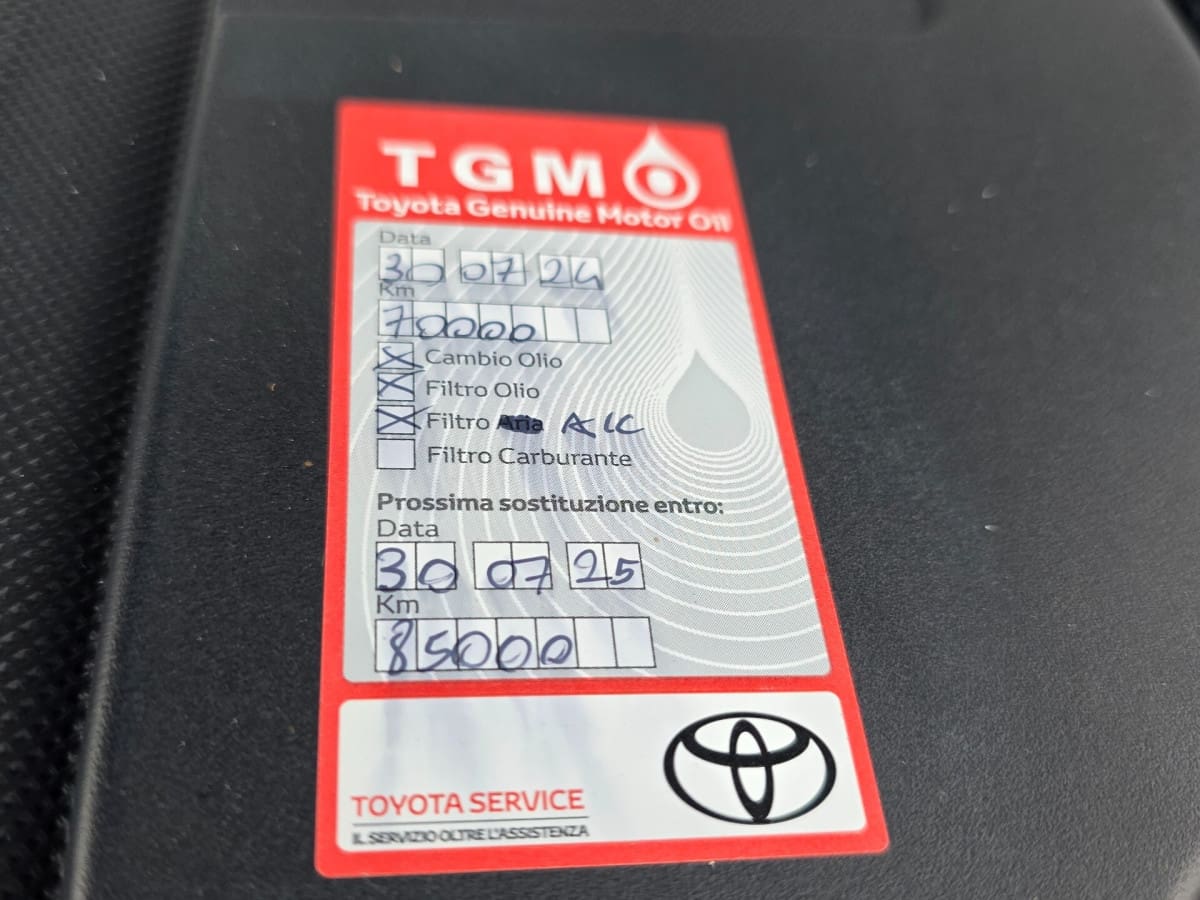 TGMO
Toyota Genuine Motor Oil
Data
30 07 24
Km
70000
Cambio Olio
Filtro Olio
Filtro Aria A/C
Filtro Carburante
Prossima sostituzione entro:
Data
30 07 25
Km
85000
TOYOTA SERVICE
IL SERVIZIO OLTRE L'ASSISTENZA